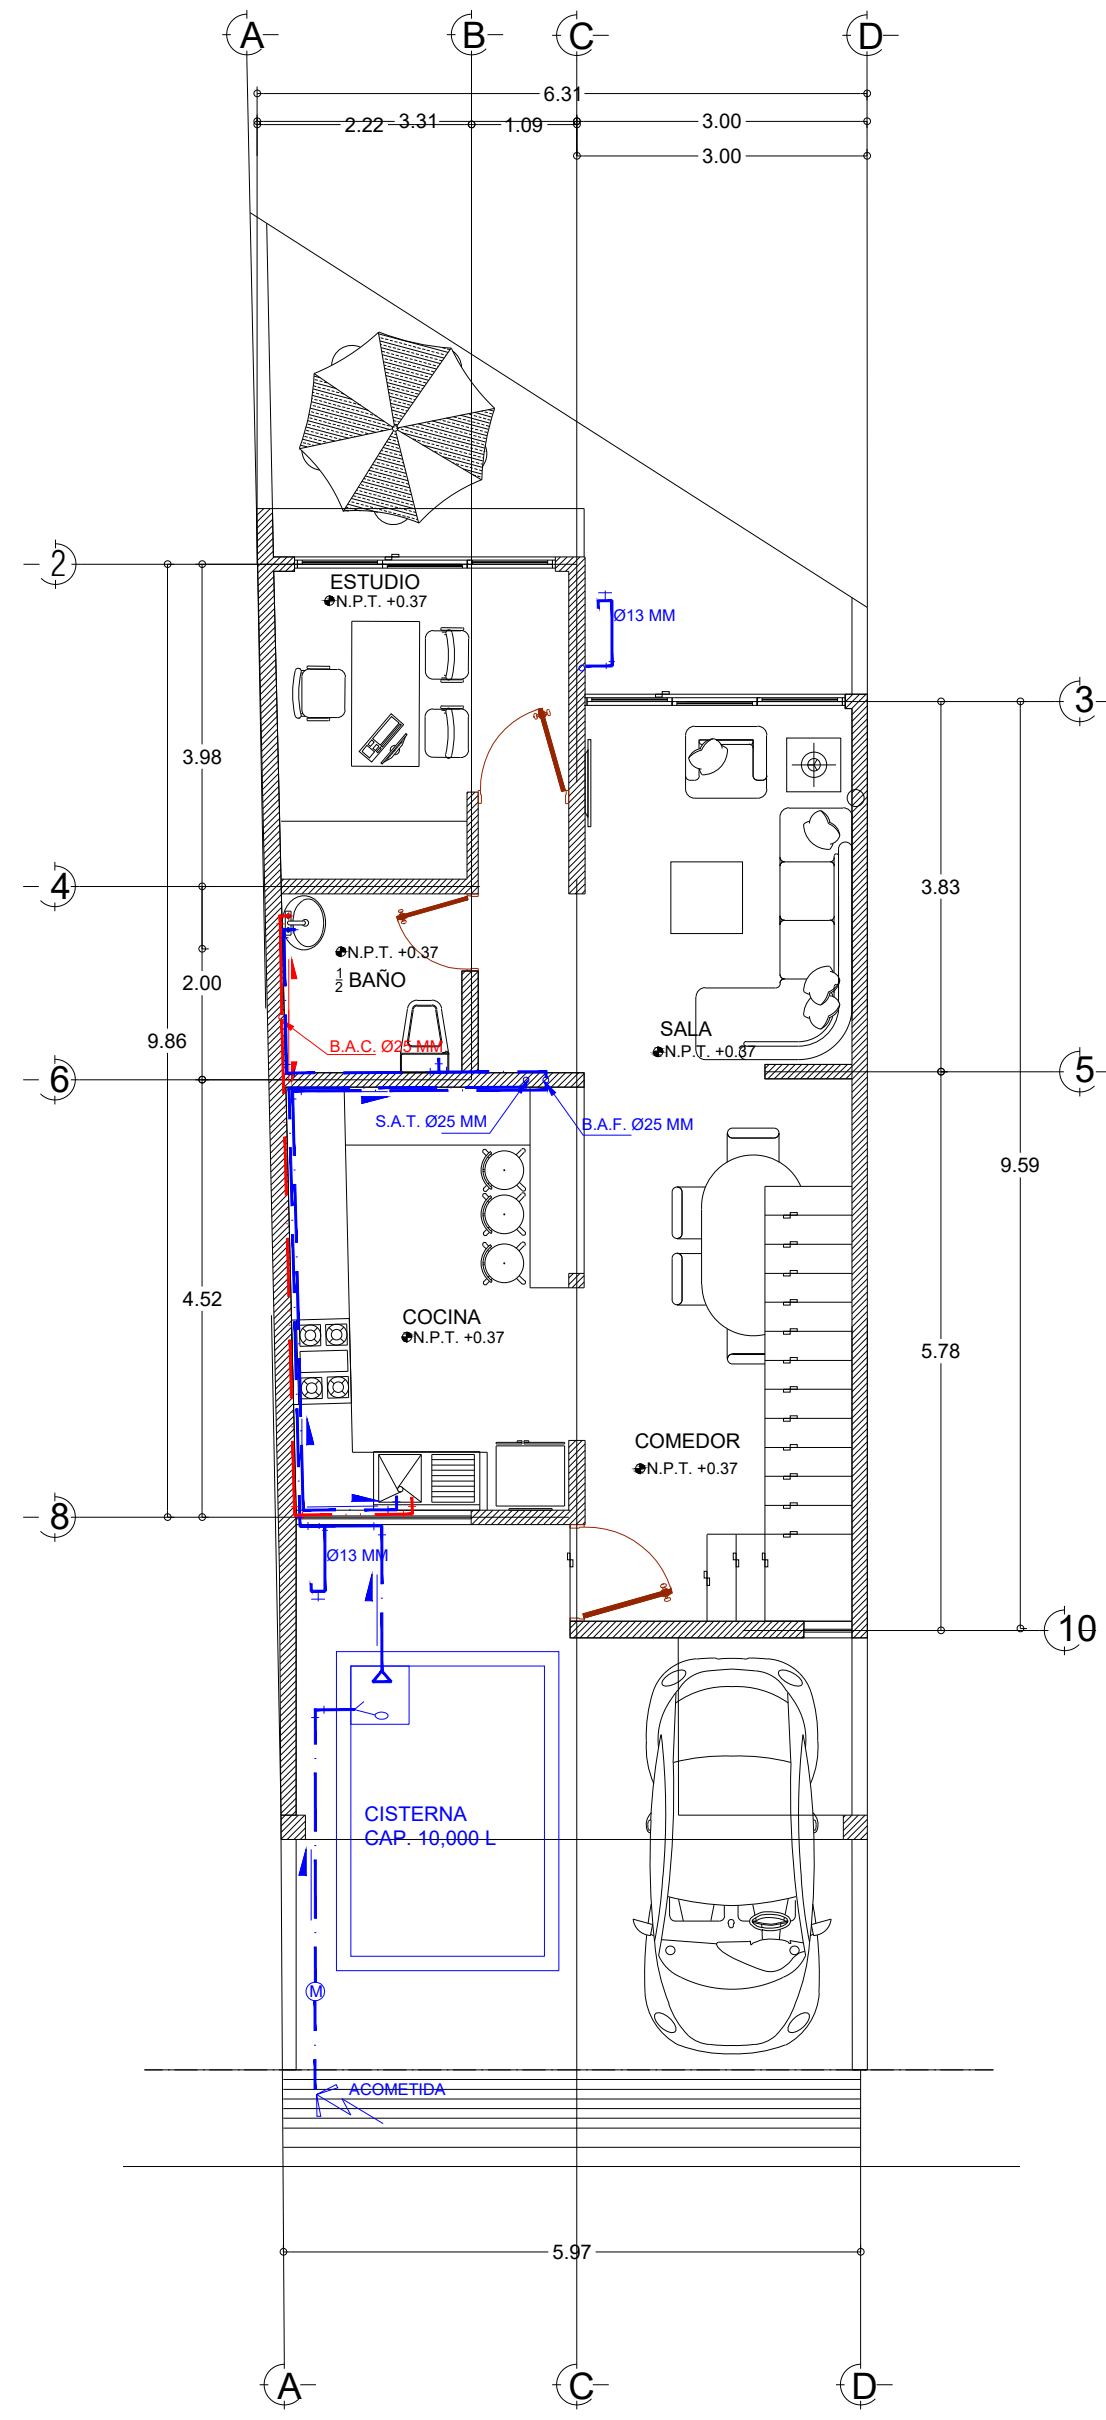 A B C D
6.31
2.22 3.31 1.09 3.00
3.00
2
ESTUDIO
N.P.T. +0.37
Ø13 MM
3
3.98
4
3.83
N.P.T. +0.37
½ BAÑO
2.00
9.86
SALA
N.P.T. +0.37
B.A.C. Ø25 MM
6
5
S.A.T. Ø25 MM
B.A.F. Ø25 MM
9.59
4.52
COCINA
N.P.T. +0.37
5.78
COMEDOR
N.P.T. +0.37
8
Ø13 MM
10
CISTERNA
CAP. 10,000 L
M
ACOMETIDA
5.97
A C D